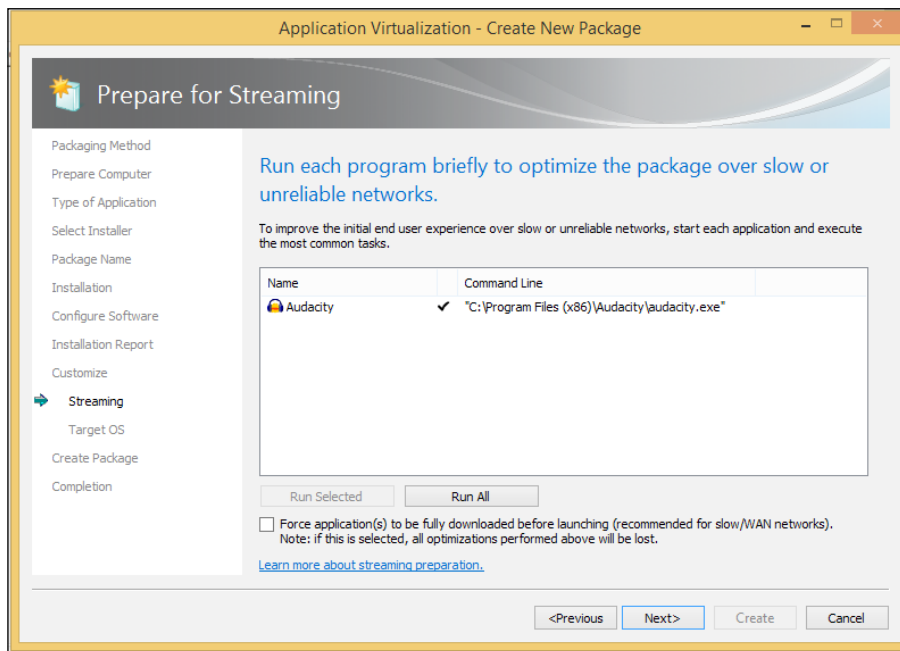 Application Virtualization - Create New Package
Prepare for Streaming
Packaging Method
Prepare Computer
Type of Application
Select Installer
Package Name
Installation
Configure Software
Installation Report
Customize
Streaming
Target OS
Create Package
Completion
Run each program briefly to optimize the package over slow or
unreliable networks.
To improve the initial end user experience over slow or unreliable networks, start each application and execute
the most common tasks.
Name Command Line
Audacity "C:\Program Files (x86)\Audacity\audacity.exe"
Run Selected Run All
Force application(s) to be fully downloaded before launching (recommended for slow/WAN networks).
Note: if this is selected, all optimizations performed above will be lost.
Learn more about streaming preparation.
<Previous Next> Create Cancel